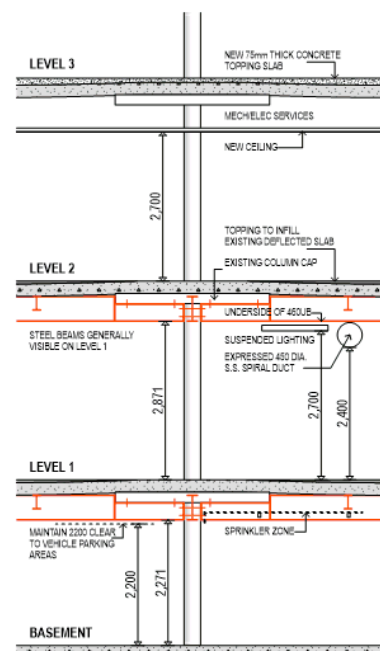 NEW 75mm THICK CONCRETE
TOPPING SLAB
LEVEL 3
MECH/ELEC SERVICES
NEW CEILING
2,700
TOPPING TO INFILL
EXISTING DEFLECTED SLAB
EXISTING COLUMN CAP
LEVEL 2
UNDERSIDE OF 460UB
STEEL BEAMS GENERALLY
VISIBLE ON LEVEL 1
SUSPENDED LIGHTING
EXPRESSED 450 DIA.
S.S. SPIRAL DUCT
2,871
2,700
2,400
LEVEL 1
MAINTAIN 2200 CLEAR
TO VEHICLE PARKING
AREAS
SPRINKLER ZONE
2,200
2,271
BASEMENT